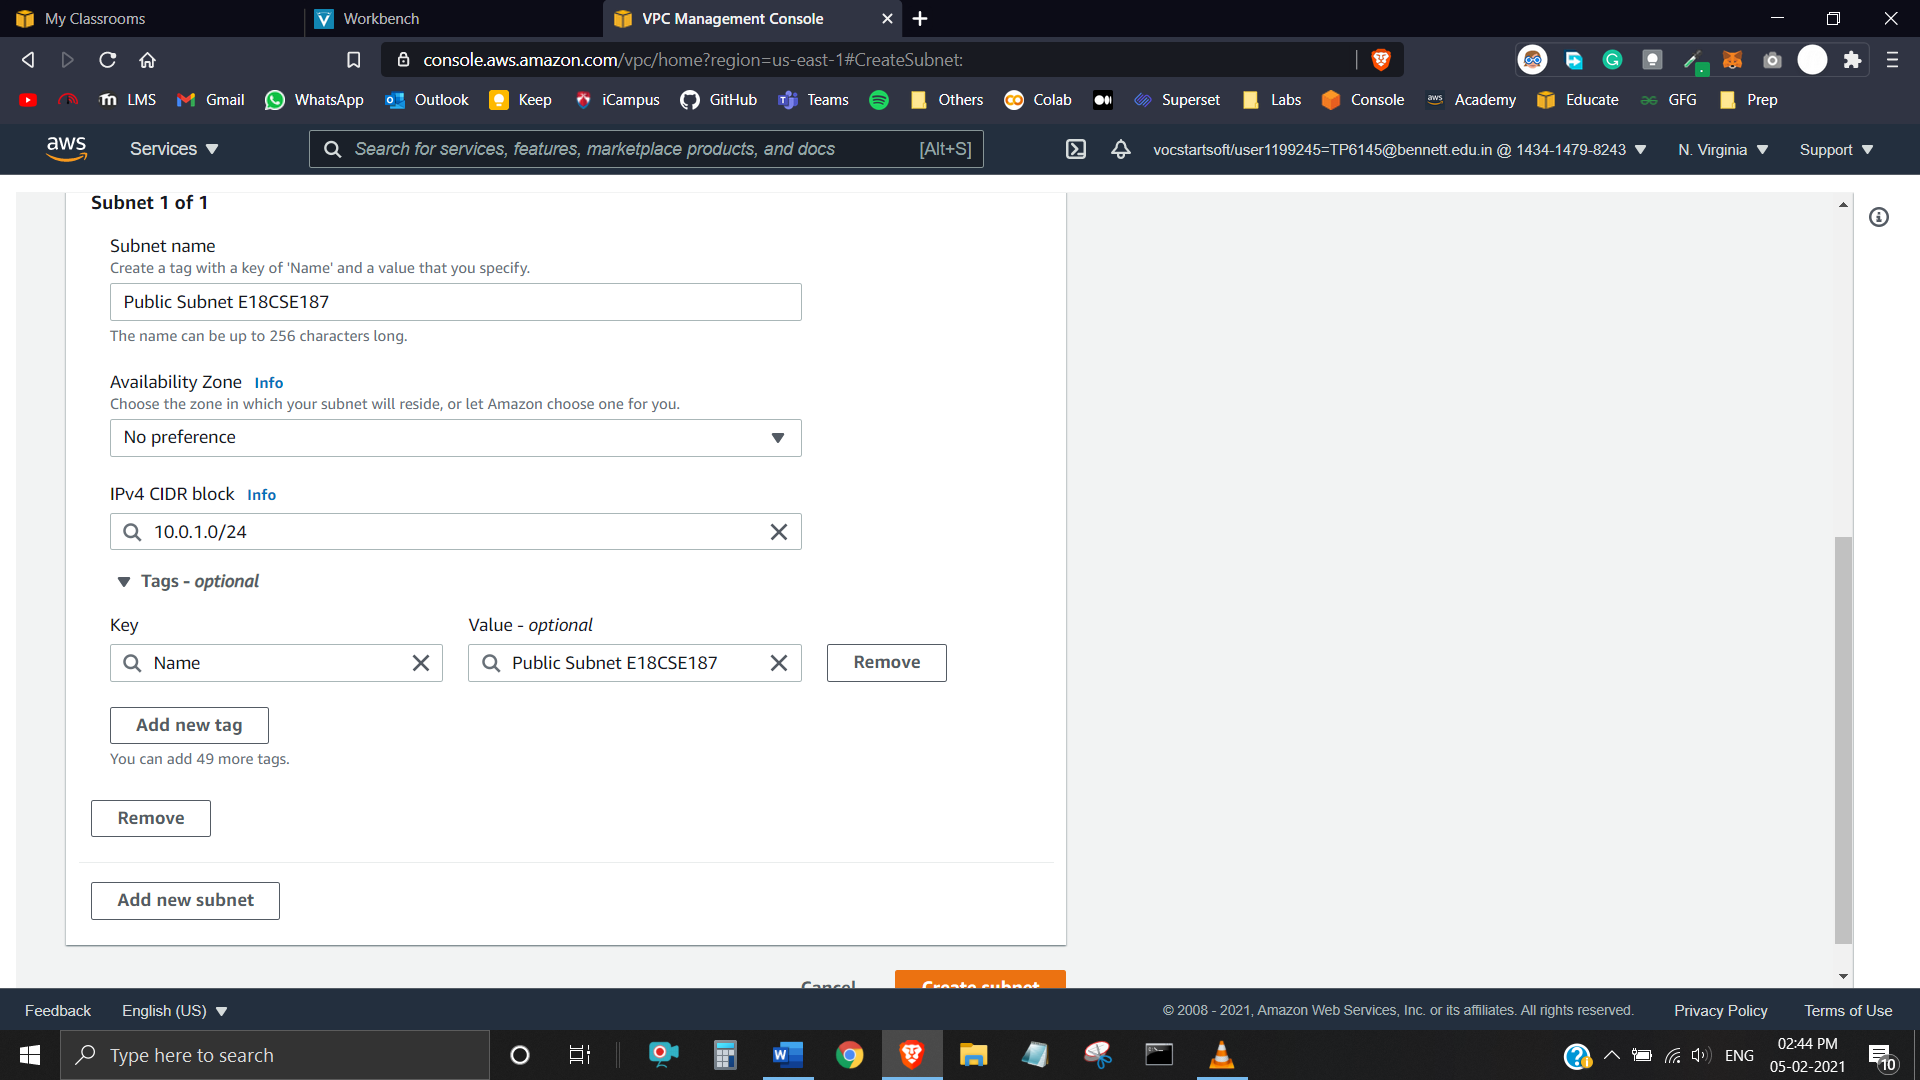 My Classrooms
Workbench
VPC Management Console
console.aws.amazon.com/vpc/home?region=us-east-1#CreateSubnet:
LMS
Gmail
WhatsApp
Outlook
Keep
iCampus
GitHub
Teams
Others
Colab
Superset
Labs
Console
aws
Academy
Educate
GFG
Prep
aws
Services
Search for services, features, marketplace products, and docs
[Alt+S]
vocstartsoft/user1199245=TP6145@bennett.edu.in @ 1434-1479-8243
N. Virginia
Support
Subnet 1 of 1
Subnet name
Create a tag with a key of 'Name' and a value that you specify.
Public Subnet E18CSE187
The name can be up to 256 characters long.
Availability Zone Info
Choose the zone in which your subnet will reside, or let Amazon choose one for you.
No preference
IPv4 CIDR block Info
10.0.1.0/24
Tags - optional
Key
Value - optional
Name
Public Subnet E18CSE187
Remove
Add new tag
You can add 49 more tags.
Remove
Add new subnet
Cancel
Create subnet
Feedback
English (US)
© 2008 - 2021, Amazon Web Services, Inc. or its affiliates. All rights reserved.
Privacy Policy
Terms of Use
Type here to search
ENG
02:44 PM
05-02-2021
10